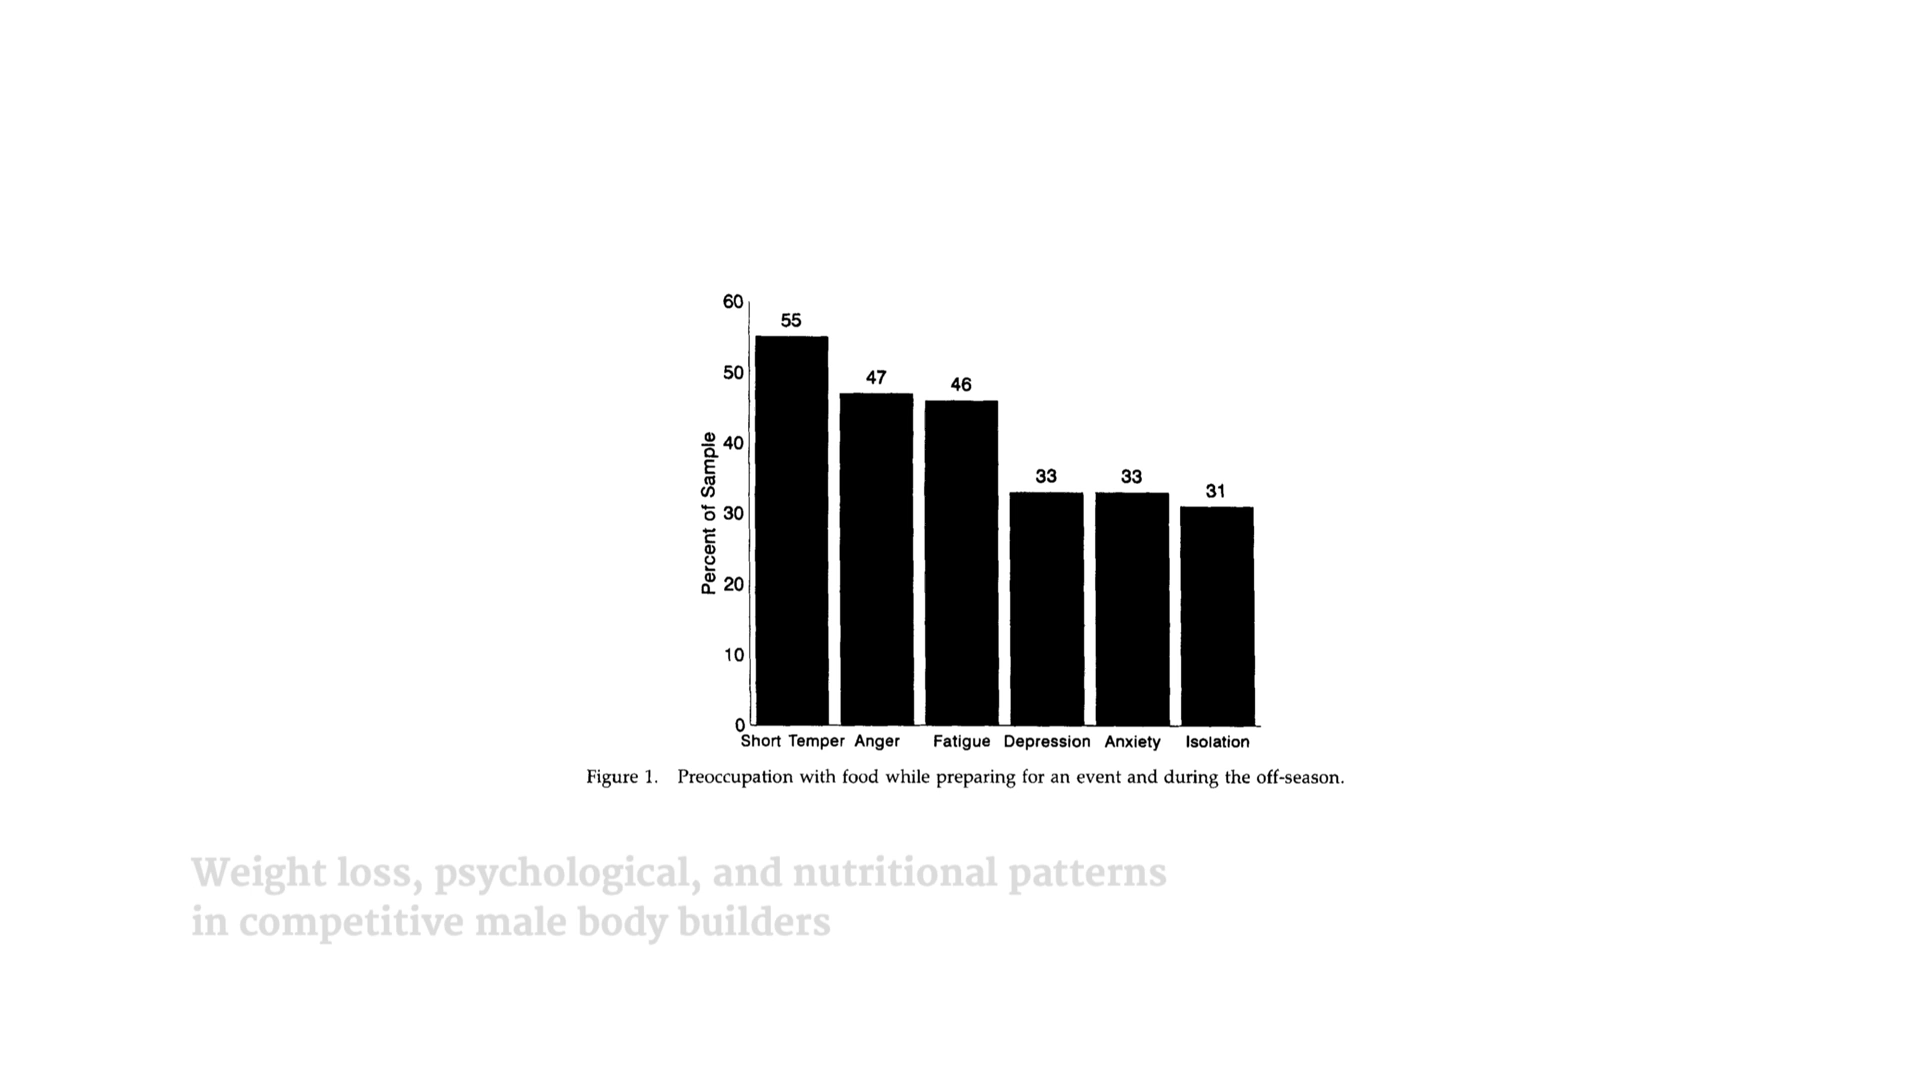 60
55
50
47
46
40
33
33
31
30
20
10
0
Percent of Sample
Short Temper Anger Fatigue Depression Anxiety Isolation
Figure 1. Preoccupation with food while preparing for an event and during the off-season.
Weight loss, psychological, and nutritional patterns
in competitive male body builders